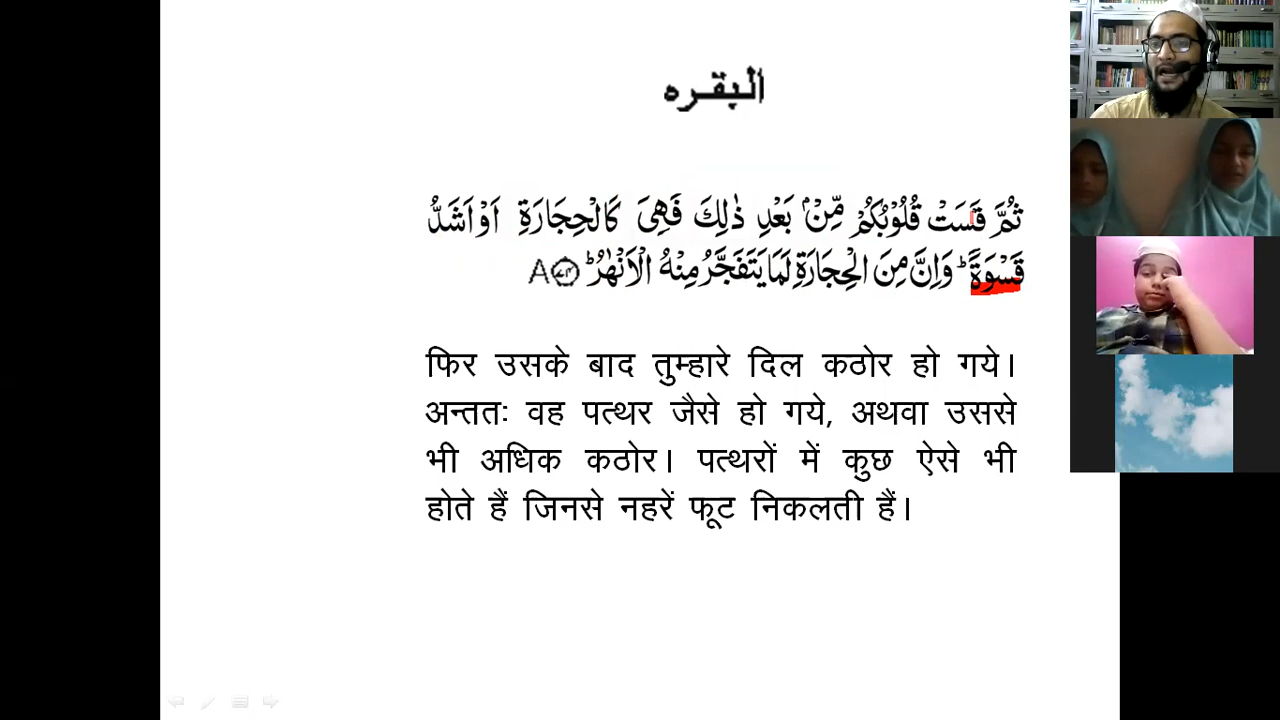 البقره
ثُمَّ قَسَتْ قُلُوْبُكُمْ مِّنْۢ بَعْدِ ذٰلِكَ فَهِىَ كَالْحِجَارَةِ اَوْ اَشَدُّ
قَسْوَةً ؕ وَاِنَّ مِنَ الْحِجَارَةِ لَمَا يَتَفَجَّرُ مِنْهُ الْاَنْهٰرُ ؕ ۝۷۴ A
फिर उसके बाद तुम्हारे दिल कठोर हो गये।
अन्ततः वह पत्थर जैसे हो गये, अथवा उससे
भी अधिक कठोर। पत्थरों में कुछ ऐसे भी
होते हैं जिनसे नहरें फूट निकलती हैं।